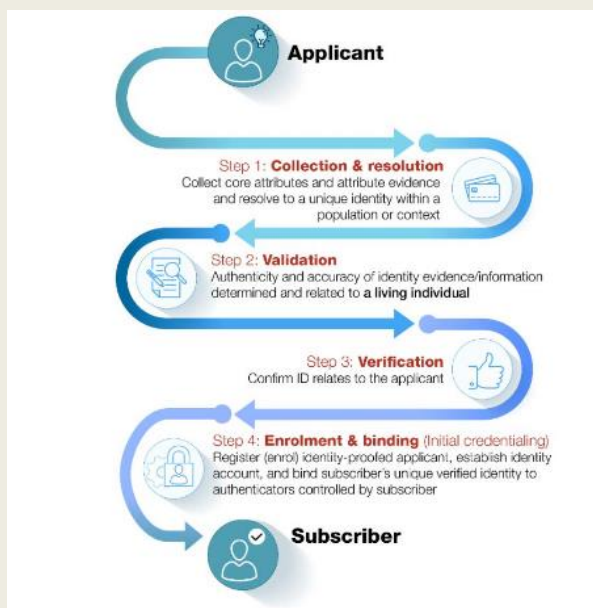 Applicant
Step 1: Collection & resolution
Collect core attributes and attribute evidence
and resolve to a unique identity within a
population or context
Step 2: Validation
Authenticity and accuracy of identity evidence/information
determined and related to a living individual
Step 3: Verification
Confirm ID relates to the applicant
Step 4: Enrolment & binding (Initial credentialing)
Register (enrol) identity-proofed applicant, establish identity
account, and bind subscriber's unique verified identity to
authenticators controlled by subscriber
Subscriber